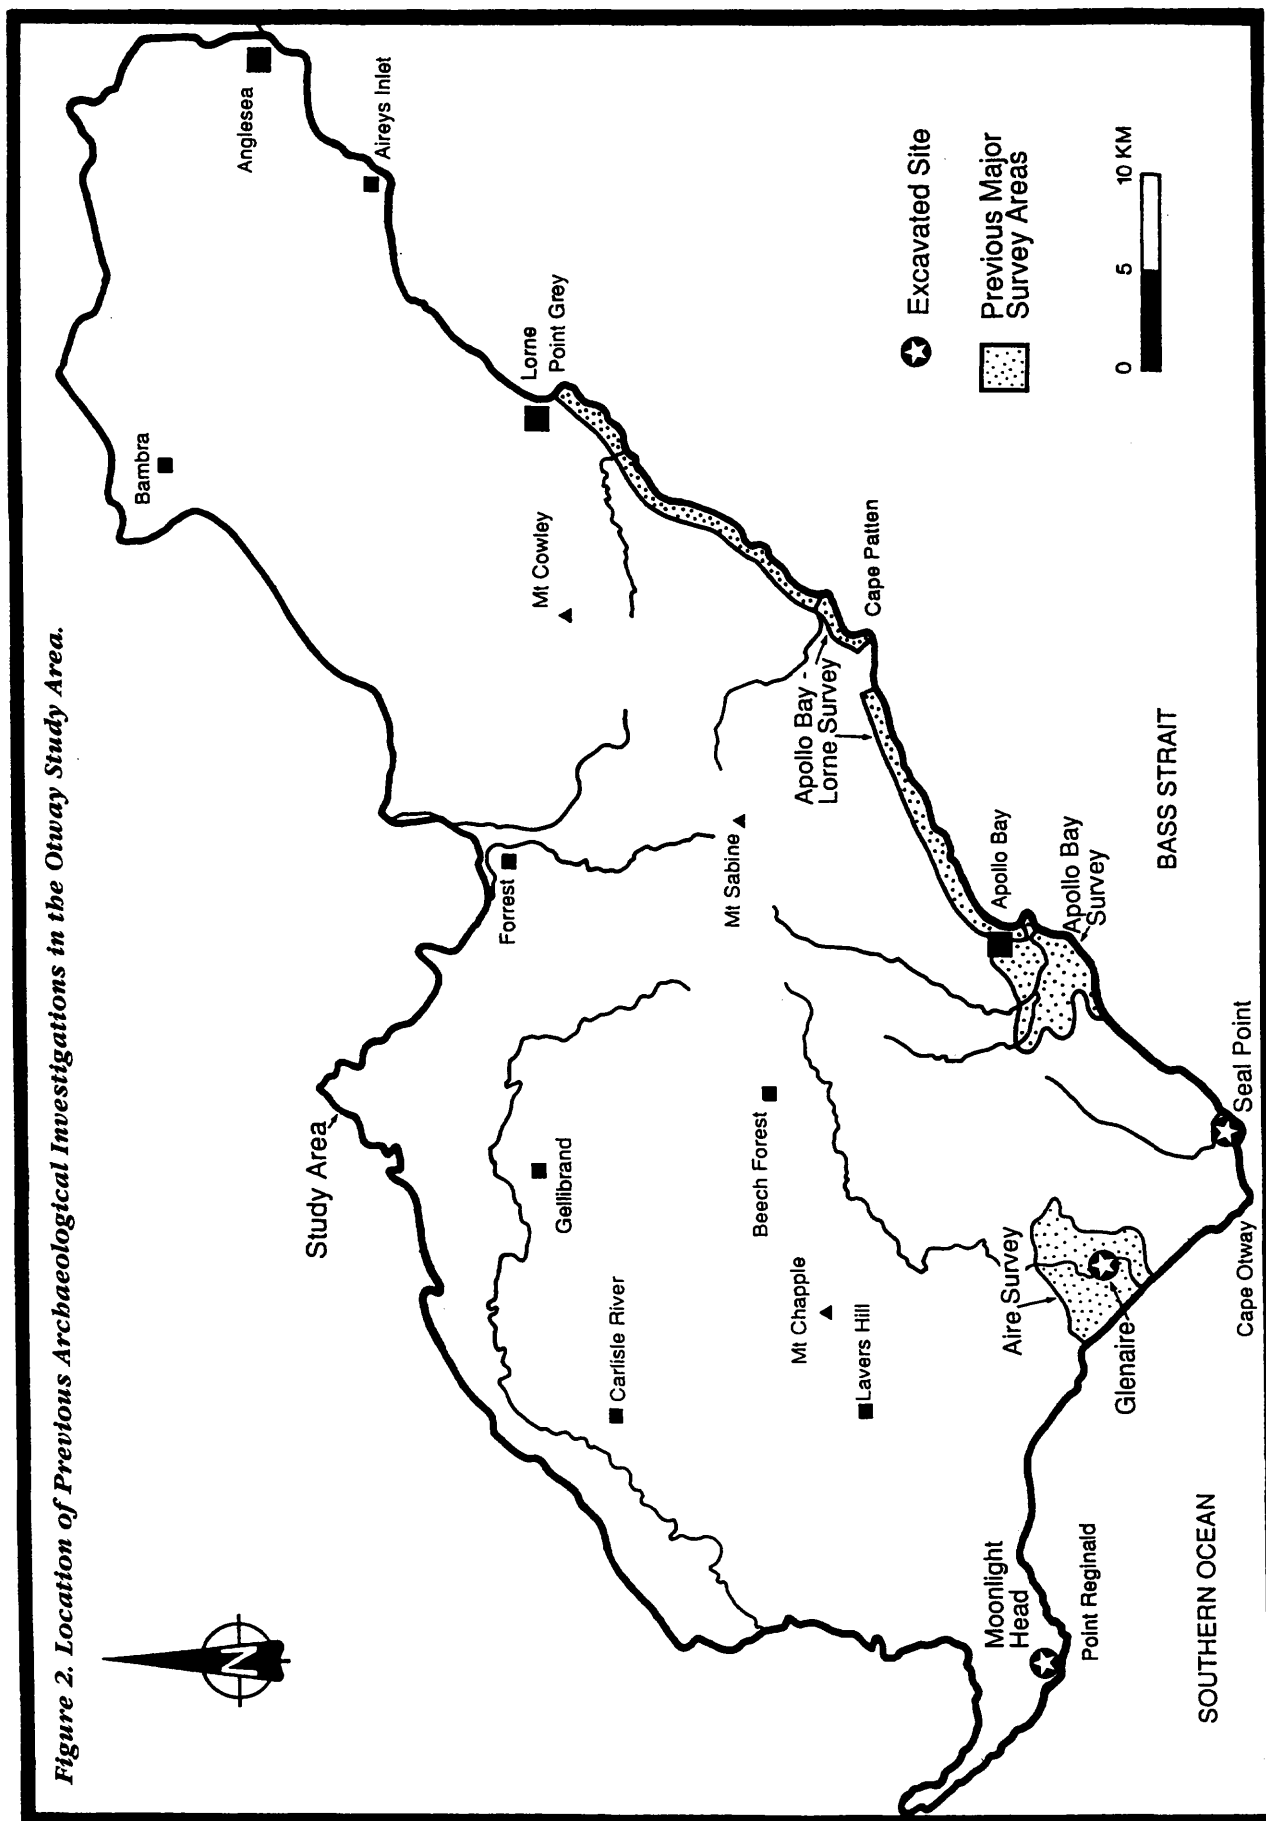 Figure 2. Location of Previous Archaeological Investigations in the Otway Study Area.
N
Anglesea
Aireys Inlet
Bambra
Lorne
Point Grey
Mt Cowley
Cape Patten
Study Area
Forrest
Mt Sabine
Apollo Bay -
Lorne Survey
Apollo Bay
Apollo Bay
Survey
Gellibrand
Beech Forest
Carlisle River
Mt Chapple
Lavers Hill
Aire Survey
Glenaire
Seal Point
Cape Otway
Moonlight
Head
Point Reginald
SOUTHERN OCEAN
BASS STRAIT
Excavated Site
Previous Major
Survey Areas
0 5 10 KM